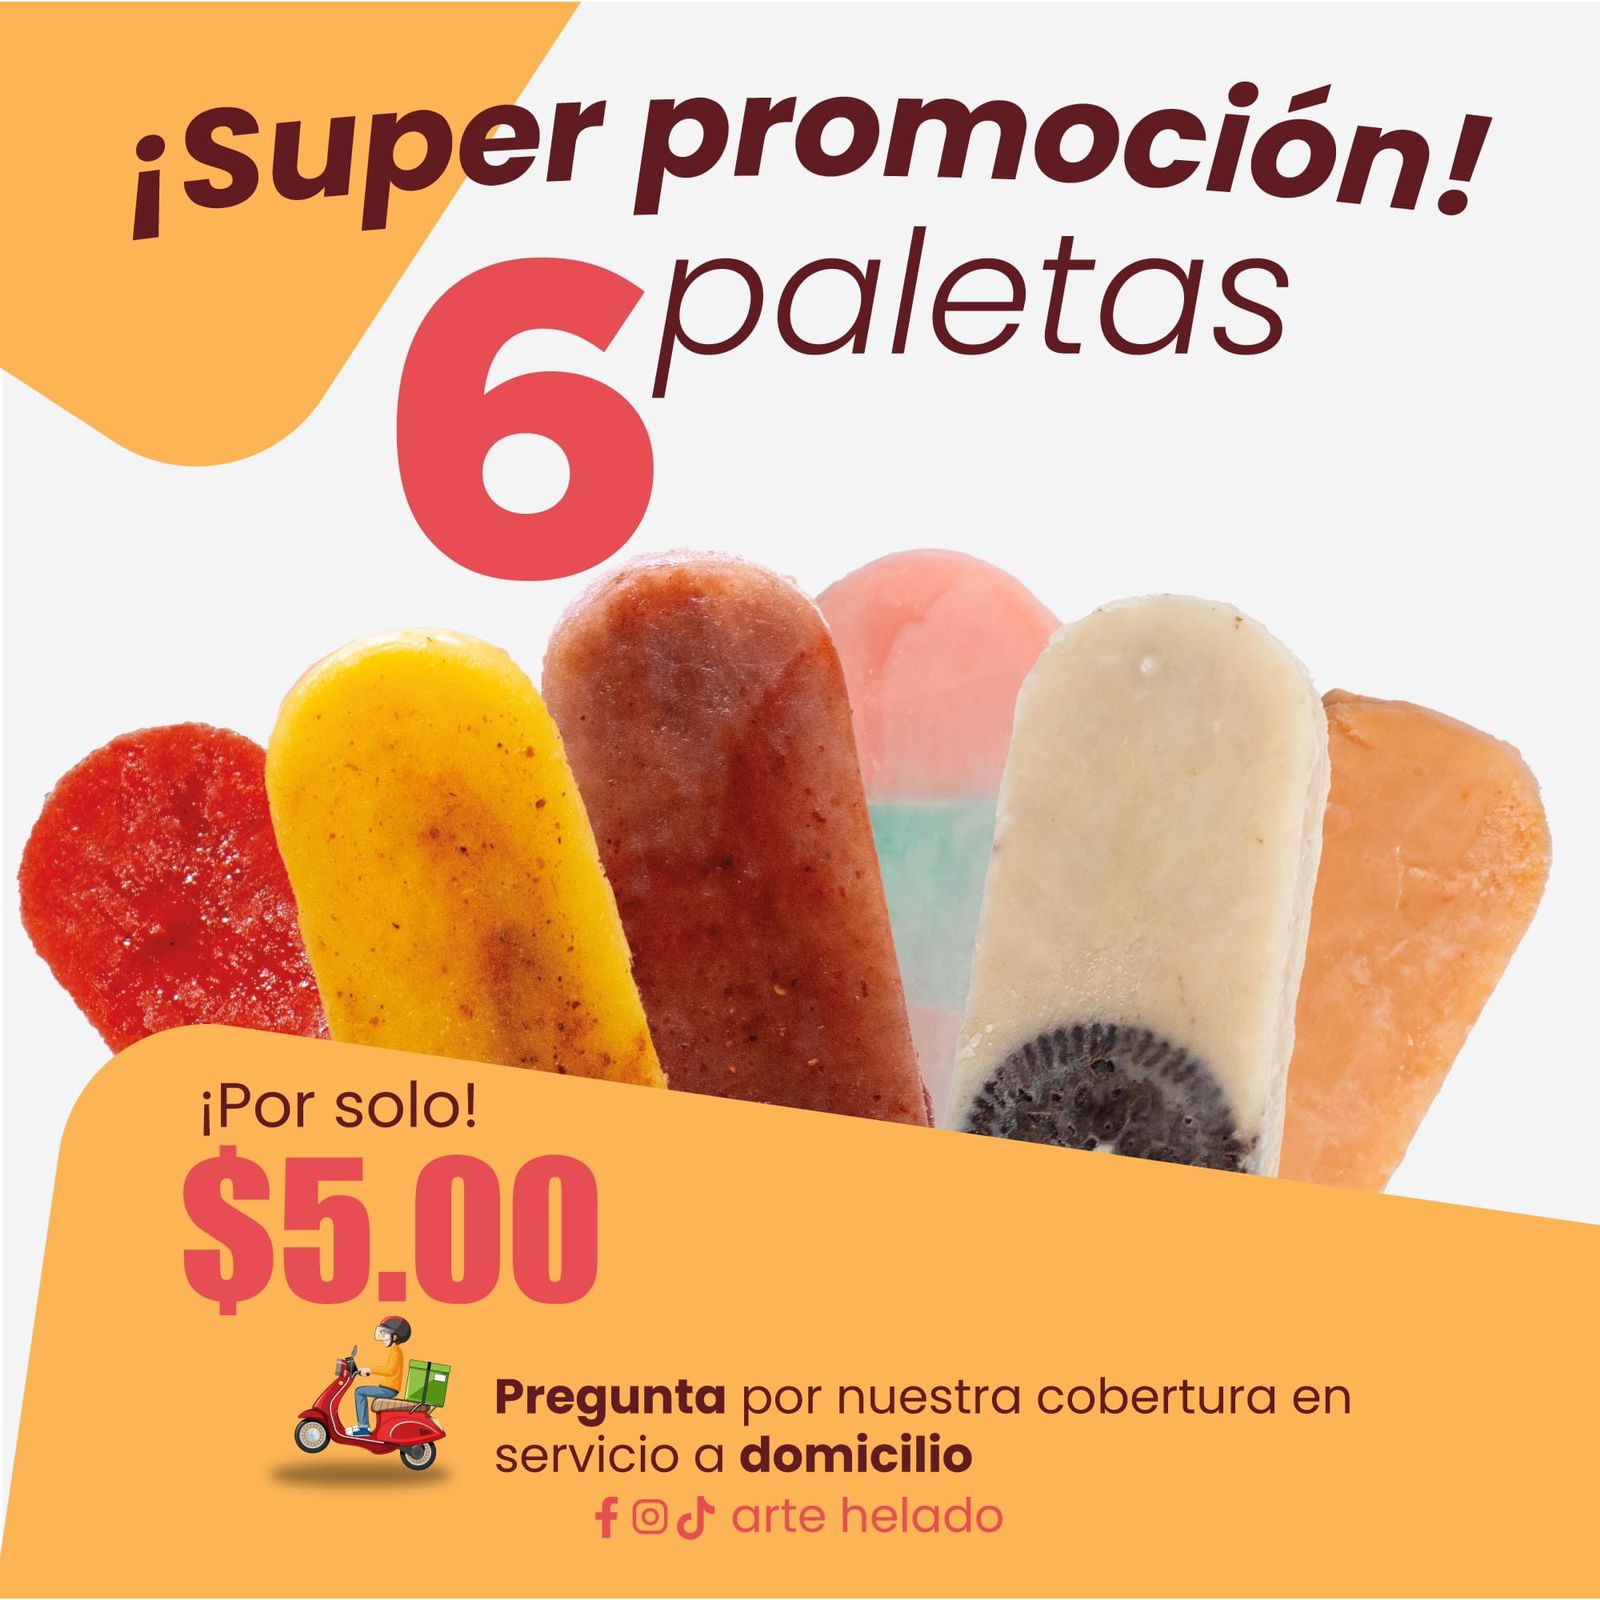 ¡Super promoción!
6 paletas
¡Por solo!
$5.00
Pregunta por nuestra cobertura en
servicio a domicilio
arte helado